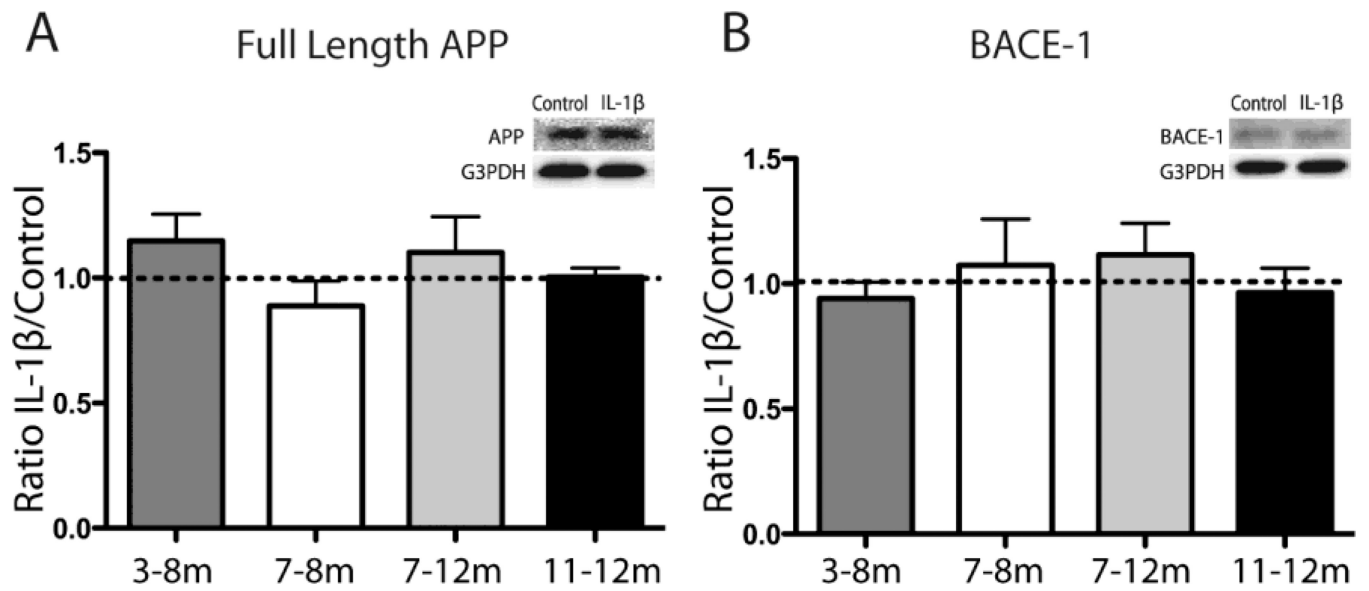 A
Full Length APP
Control IL-1β
APP
G3PDH
Ratio IL-1β/Control
1.5
1.0
0.5
0.0
3-8m 7-8m 7-12m 11-12m
B
BACE-1
Control IL-1β
BACE-1
G3PDH
Ratio IL-1β/Control
1.5
1.0
0.5
0.0
3-8m 7-8m 7-12m 11-12m